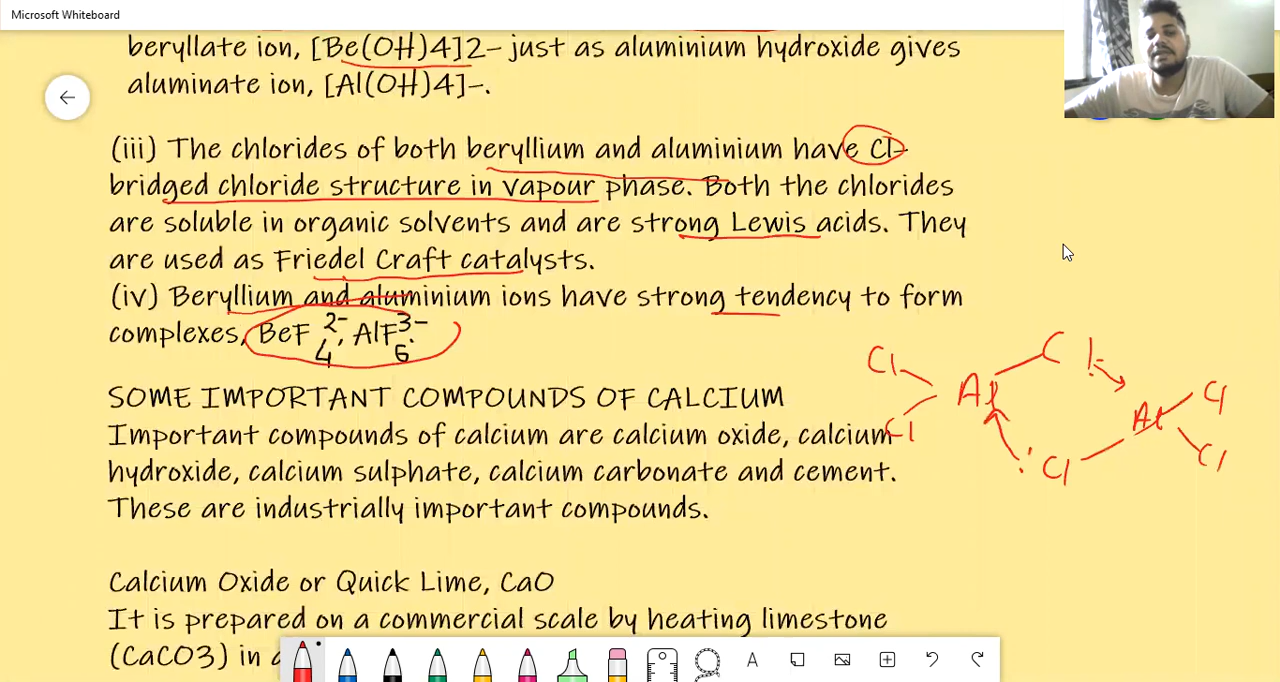 Microsoft Whiteboard
beryllate ion, [Be(OH)4]2– just as aluminium hydroxide gives
aluminate ion, [Al(OH)4]–.
(iii) The chlorides of both beryllium and aluminium have Cl–
bridged chloride structure in vapour phase. Both the chlorides
are soluble in organic solvents and are strong Lewis acids. They
are used as Friedel Craft catalysts.
(iv) Beryllium and aluminium ions have strong tendency to form
complexes, BeF4 2–, AlF6 3–.
Cl Al Cl Al Cl
Cl Cl Cl
SOME IMPORTANT COMPOUNDS OF CALCIUM
Important compounds of calcium are calcium oxide, calcium
hydroxide, calcium sulphate, calcium carbonate and cement.
These are industrially important compounds.
Calcium Oxide or Quick Lime, CaO
It is prepared on a commercial scale by heating limestone
(CaCO3) in a
A